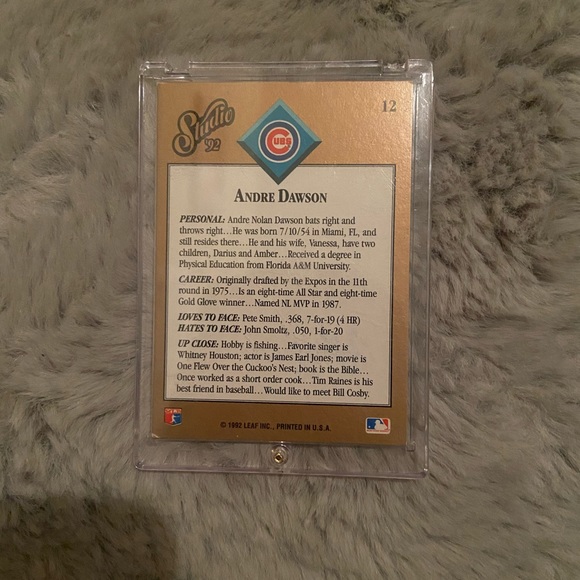 12
Studio '92
CUBS
ANDRE DAWSON
PERSONAL: Andre Nolan Dawson bats right and
throws right...He was born 7/10/54 in Miami, FL, and
still resides there...He and his wife, Vanessa, have two
children, Darius and Amber...Received a degree in
Physical Education from Florida A&M University.
CAREER: Originally drafted by the Expos in the 11th
round in 1975...Is an eight-time All Star and eight-time
Gold Glove winner...Named NL MVP in 1987.
LOVES TO FACE: Pete Smith, .368, 7-for-19 (4 HR)
HATES TO FACE: John Smoltz, .050, 1-for-20
UP CLOSE: Hobby is fishing...Favorite singer is
Whitney Houston; actor is James Earl Jones; movie is
One Flew Over the Cuckoo's Nest; book is the Bible...
Once worked as a short order cook...Tim Raines is his
best friend in baseball...Would like to meet Bill Cosby.
© 1992 LEAF INC., PRINTED IN U.S.A.